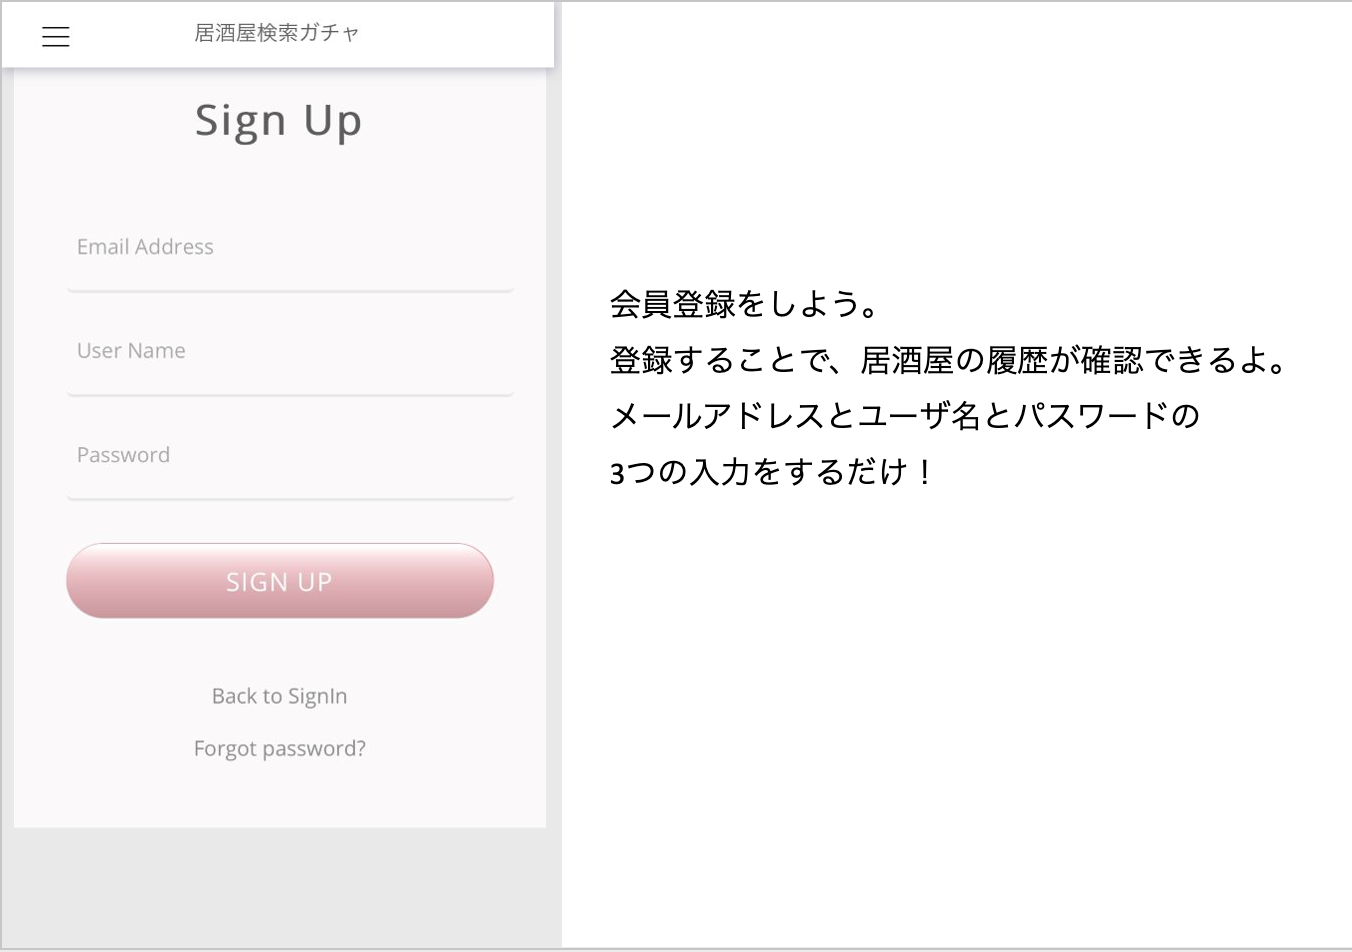 居酒屋検索ガチャ
Sign Up
Email Address
User Name
Password
SIGN UP
Back to SignIn
Forgot password?
会員登録をしよう。
登録することで、居酒屋の履歴が確認できるよ。
メールアドレスとユーザ名とパスワードの
3つの入力をするだけ！